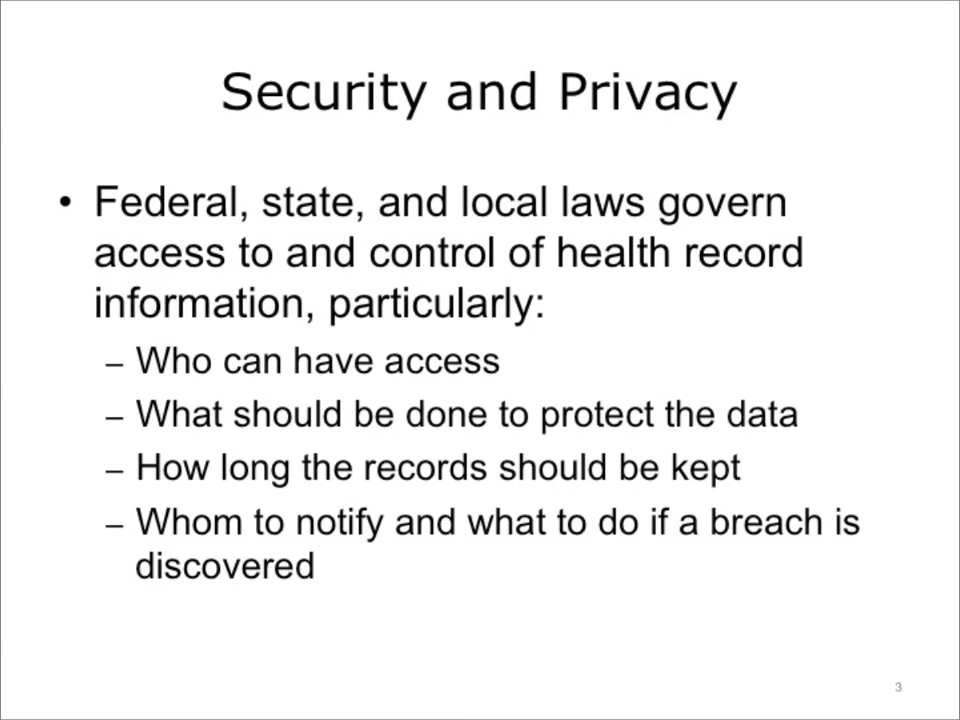 Security and Privacy
• Federal, state, and local laws govern
access to and control of health record
information, particularly:
– Who can have access
– What should be done to protect the data
– How long the records should be kept
– Whom to notify and what to do if a breach is
discovered
3